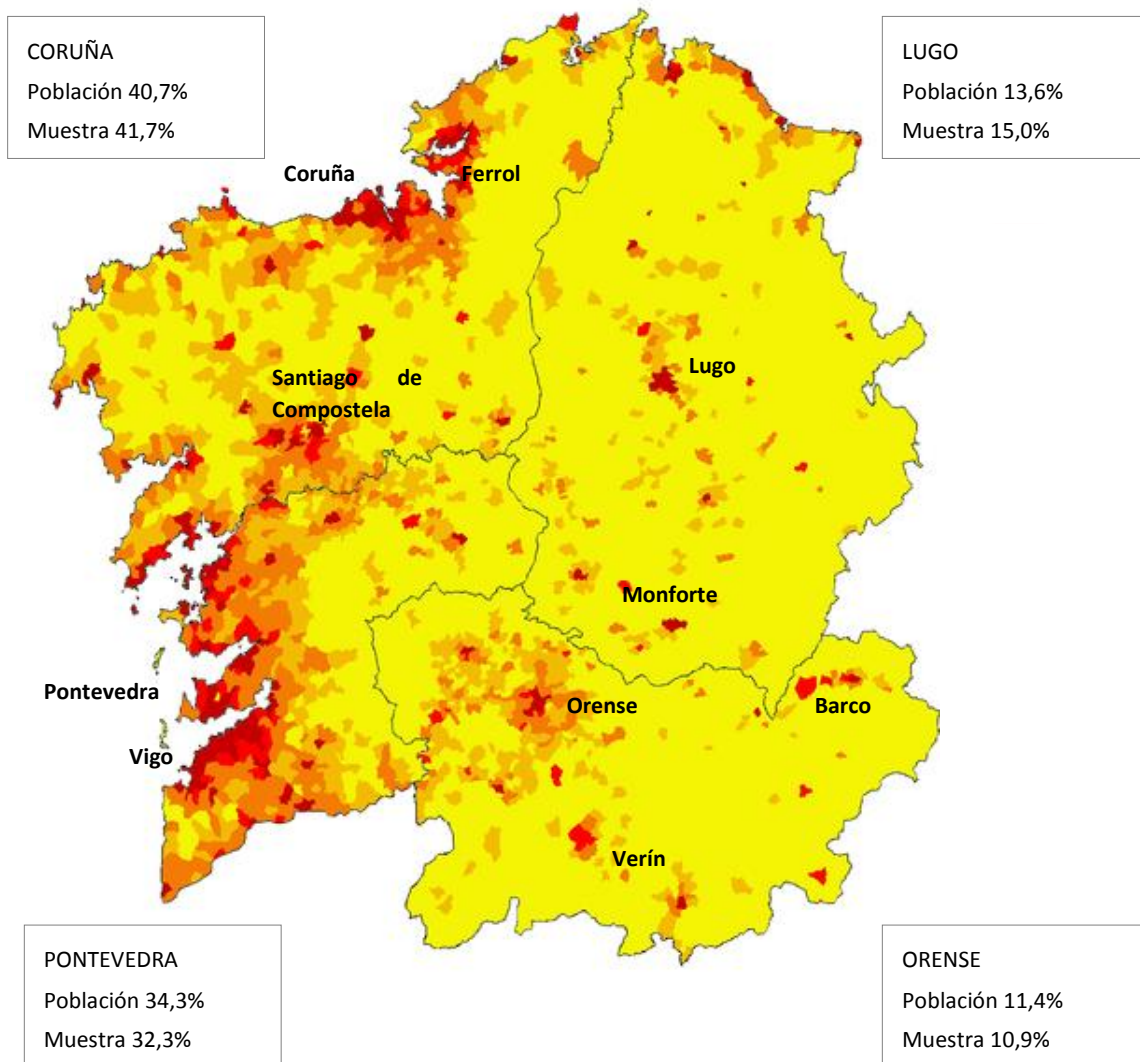 CORUÑA
Población 40,7%
Muestra 41,7%
LUGO
Población 13,6%
Muestra 15,0%
Coruña
Ferrol
Santiago de
Compostela
Lugo
Monforte
Pontevedra
Orense
Barco
Vigo
Verín
PONTEVEDRA
Población 34,3%
Muestra 32,3%
ORENSE
Población 11,4%
Muestra 10,9%